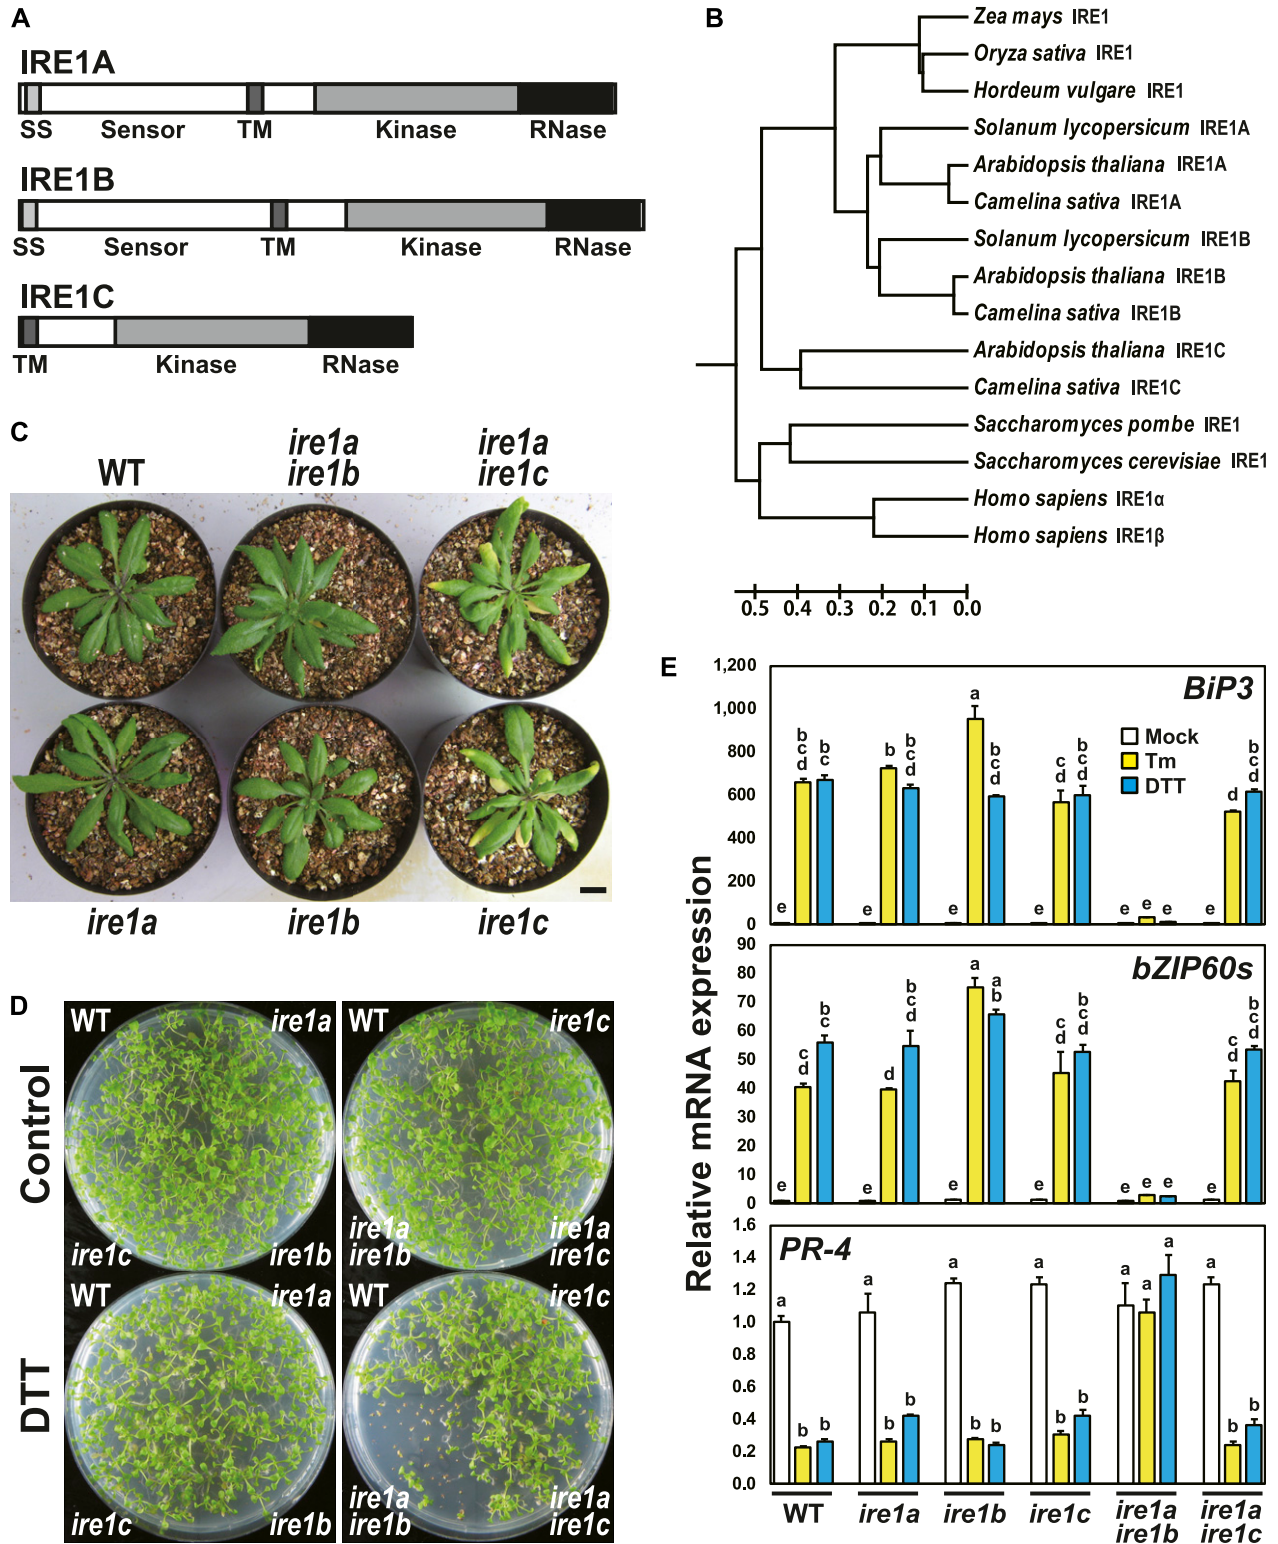 A
IRE1A
SS Sensor TM Kinase RNase
IRE1B
SS Sensor TM Kinase RNase
IRE1C
TM Kinase RNase
B
Zea mays IRE1
Oryza sativa IRE1
Hordeum vulgare IRE1
Solanum lycopersicum IRE1A
Arabidopsis thaliana IRE1A
Camelina sativa IRE1A
Solanum lycopersicum IRE1B
Arabidopsis thaliana IRE1B
Camelina sativa IRE1B
Arabidopsis thaliana IRE1C
Camelina sativa IRE1C
Saccharomyces pombe IRE1
Saccharomyces cerevisiae IRE1
Homo sapiens IRE1α
Homo sapiens IRE1β
0.5 0.4 0.3 0.2 0.1 0.0
C
WT
ire1a
ire1b
ire1a
ire1c
ire1a ire1b ire1c
D
Control
WT ire1a
ire1c ire1b
WT ire1c
ire1a ire1a
ire1b ire1c
DTT
WT ire1a
ire1c ire1b
WT ire1c
ire1a ire1a
ire1b ire1c
E
Relative mRNA expression
BiP3
Mock
Tm
DTT
1,200
1,000
800
600
400
200
0
e b c d b c
e b b c d
e a b c d
e c d b c d
e e e
e d b c d
bZIP60s
90
80
70
60
50
40
30
20
10
0
e c d b c
e d b c d
e a a b
e c d b c d
e e e
e c d b c d
PR-4
1.6
1.4
1.2
1.0
0.8
0.6
0.4
0.2
0.0
a b b
a b b
a b b
a b b
a a a
a b b
WT ire1a ire1b ire1c ire1a ire1a
ire1b ire1c